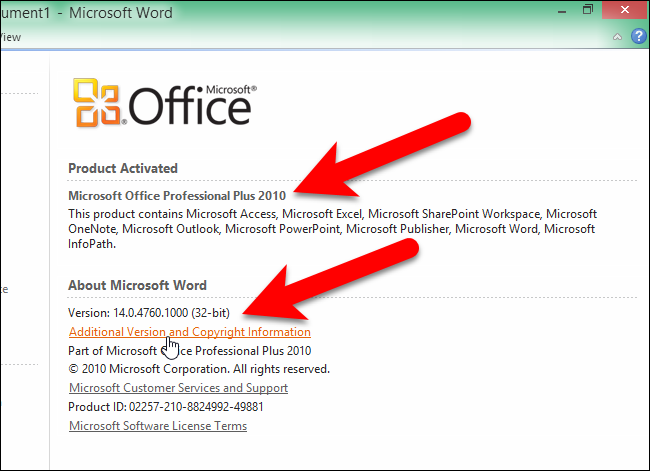 ument1 - Microsoft Word
View
Microsoft®
Office
Product Activated
Microsoft Office Professional Plus 2010
This product contains Microsoft Access, Microsoft Excel, Microsoft SharePoint Workspace, Microsoft
OneNote, Microsoft Outlook, Microsoft PowerPoint, Microsoft Publisher, Microsoft Word, Microsoft
InfoPath.
About Microsoft Word
Version: 14.0.4760.1000 (32-bit)
Additional Version and Copyright Information
Part of Microsoft Office Professional Plus 2010
© 2010 Microsoft Corporation. All rights reserved.
Microsoft Customer Services and Support
Product ID: 02257-210-8824992-49881
Microsoft Software License Terms